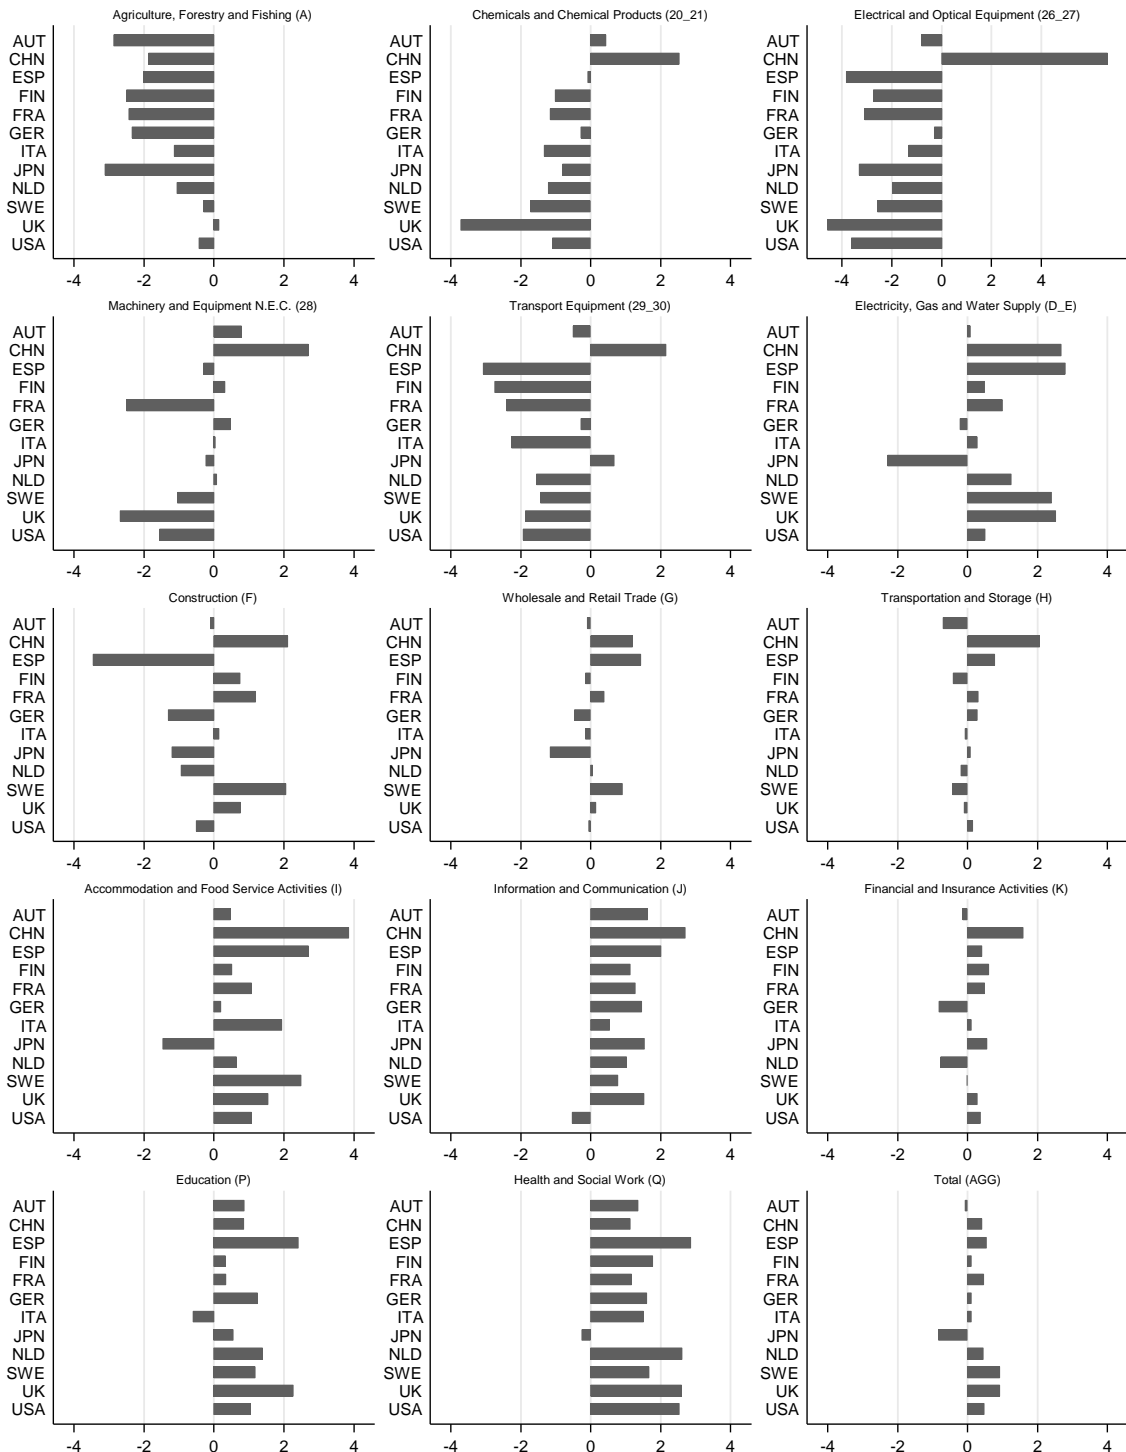 Agriculture, Forestry and Fishing (A)
AUT
CHN
ESP
FIN
FRA
GER
ITA
JPN
NLD
SWE
UK
USA
-4 -2 0 2 4
Chemicals and Chemical Products (20_21)
AUT
CHN
ESP
FIN
FRA
GER
ITA
JPN
NLD
SWE
UK
USA
-4 -2 0 2 4
Electrical and Optical Equipment (26_27)
AUT
CHN
ESP
FIN
FRA
GER
ITA
JPN
NLD
SWE
UK
USA
-4 -2 0 2 4
Machinery and Equipment N.E.C. (28)
AUT
CHN
ESP
FIN
FRA
GER
ITA
JPN
NLD
SWE
UK
USA
-4 -2 0 2 4
Transport Equipment (29_30)
AUT
CHN
ESP
FIN
FRA
GER
ITA
JPN
NLD
SWE
UK
USA
-4 -2 0 2 4
Electricity, Gas and Water Supply (D_E)
AUT
CHN
ESP
FIN
FRA
GER
ITA
JPN
NLD
SWE
UK
USA
-4 -2 0 2 4
Construction (F)
AUT
CHN
ESP
FIN
FRA
GER
ITA
JPN
NLD
SWE
UK
USA
-4 -2 0 2 4
Wholesale and Retail Trade (G)
AUT
CHN
ESP
FIN
FRA
GER
ITA
JPN
NLD
SWE
UK
USA
-4 -2 0 2 4
Transportation and Storage (H)
AUT
CHN
ESP
FIN
FRA
GER
ITA
JPN
NLD
SWE
UK
USA
-4 -2 0 2 4
Accommodation and Food Service Activities (I)
AUT
CHN
ESP
FIN
FRA
GER
ITA
JPN
NLD
SWE
UK
USA
-4 -2 0 2 4
Information and Communication (J)
AUT
CHN
ESP
FIN
FRA
GER
ITA
JPN
NLD
SWE
UK
USA
-4 -2 0 2 4
Financial and Insurance Activities (K)
AUT
CHN
ESP
FIN
FRA
GER
ITA
JPN
NLD
SWE
UK
USA
-4 -2 0 2 4
Education (P)
AUT
CHN
ESP
FIN
FRA
GER
ITA
JPN
NLD
SWE
UK
USA
-4 -2 0 2 4
Health and Social Work (Q)
AUT
CHN
ESP
FIN
FRA
GER
ITA
JPN
NLD
SWE
UK
USA
-4 -2 0 2 4
Total (AGG)
AUT
CHN
ESP
FIN
FRA
GER
ITA
JPN
NLD
SWE
UK
USA
-4 -2 0 2 4